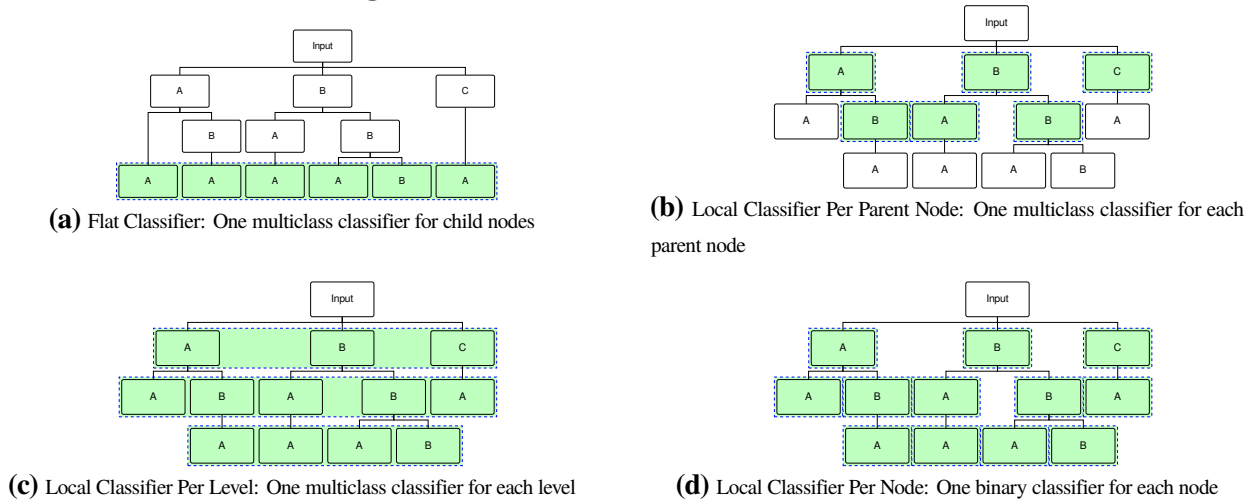 Input
A B C
B A B
A A A A B A
(a) Flat Classifier: One multiclass classifier for child nodes
Input
A B C
A B A B A
A A A B
(b) Local Classifier Per Parent Node: One multiclass classifier for each
parent node
Input
A B C
A B A B A
A A A B
(c) Local Classifier Per Level: One multiclass classifier for each level
Input
A B C
A B A B A
A A A B
(d) Local Classifier Per Node: One binary classifier for each node